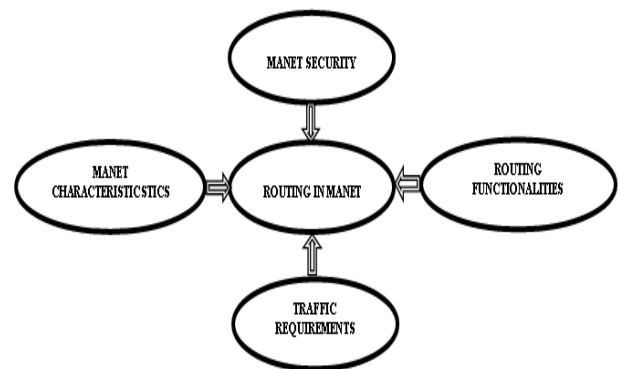 MANET SECURITY
MANET
CHARACTERISTICSTICS
ROUTING IN MANET
ROUTING
FUNCTIONALITIES
TRAFFIC
REQUIREMENTS